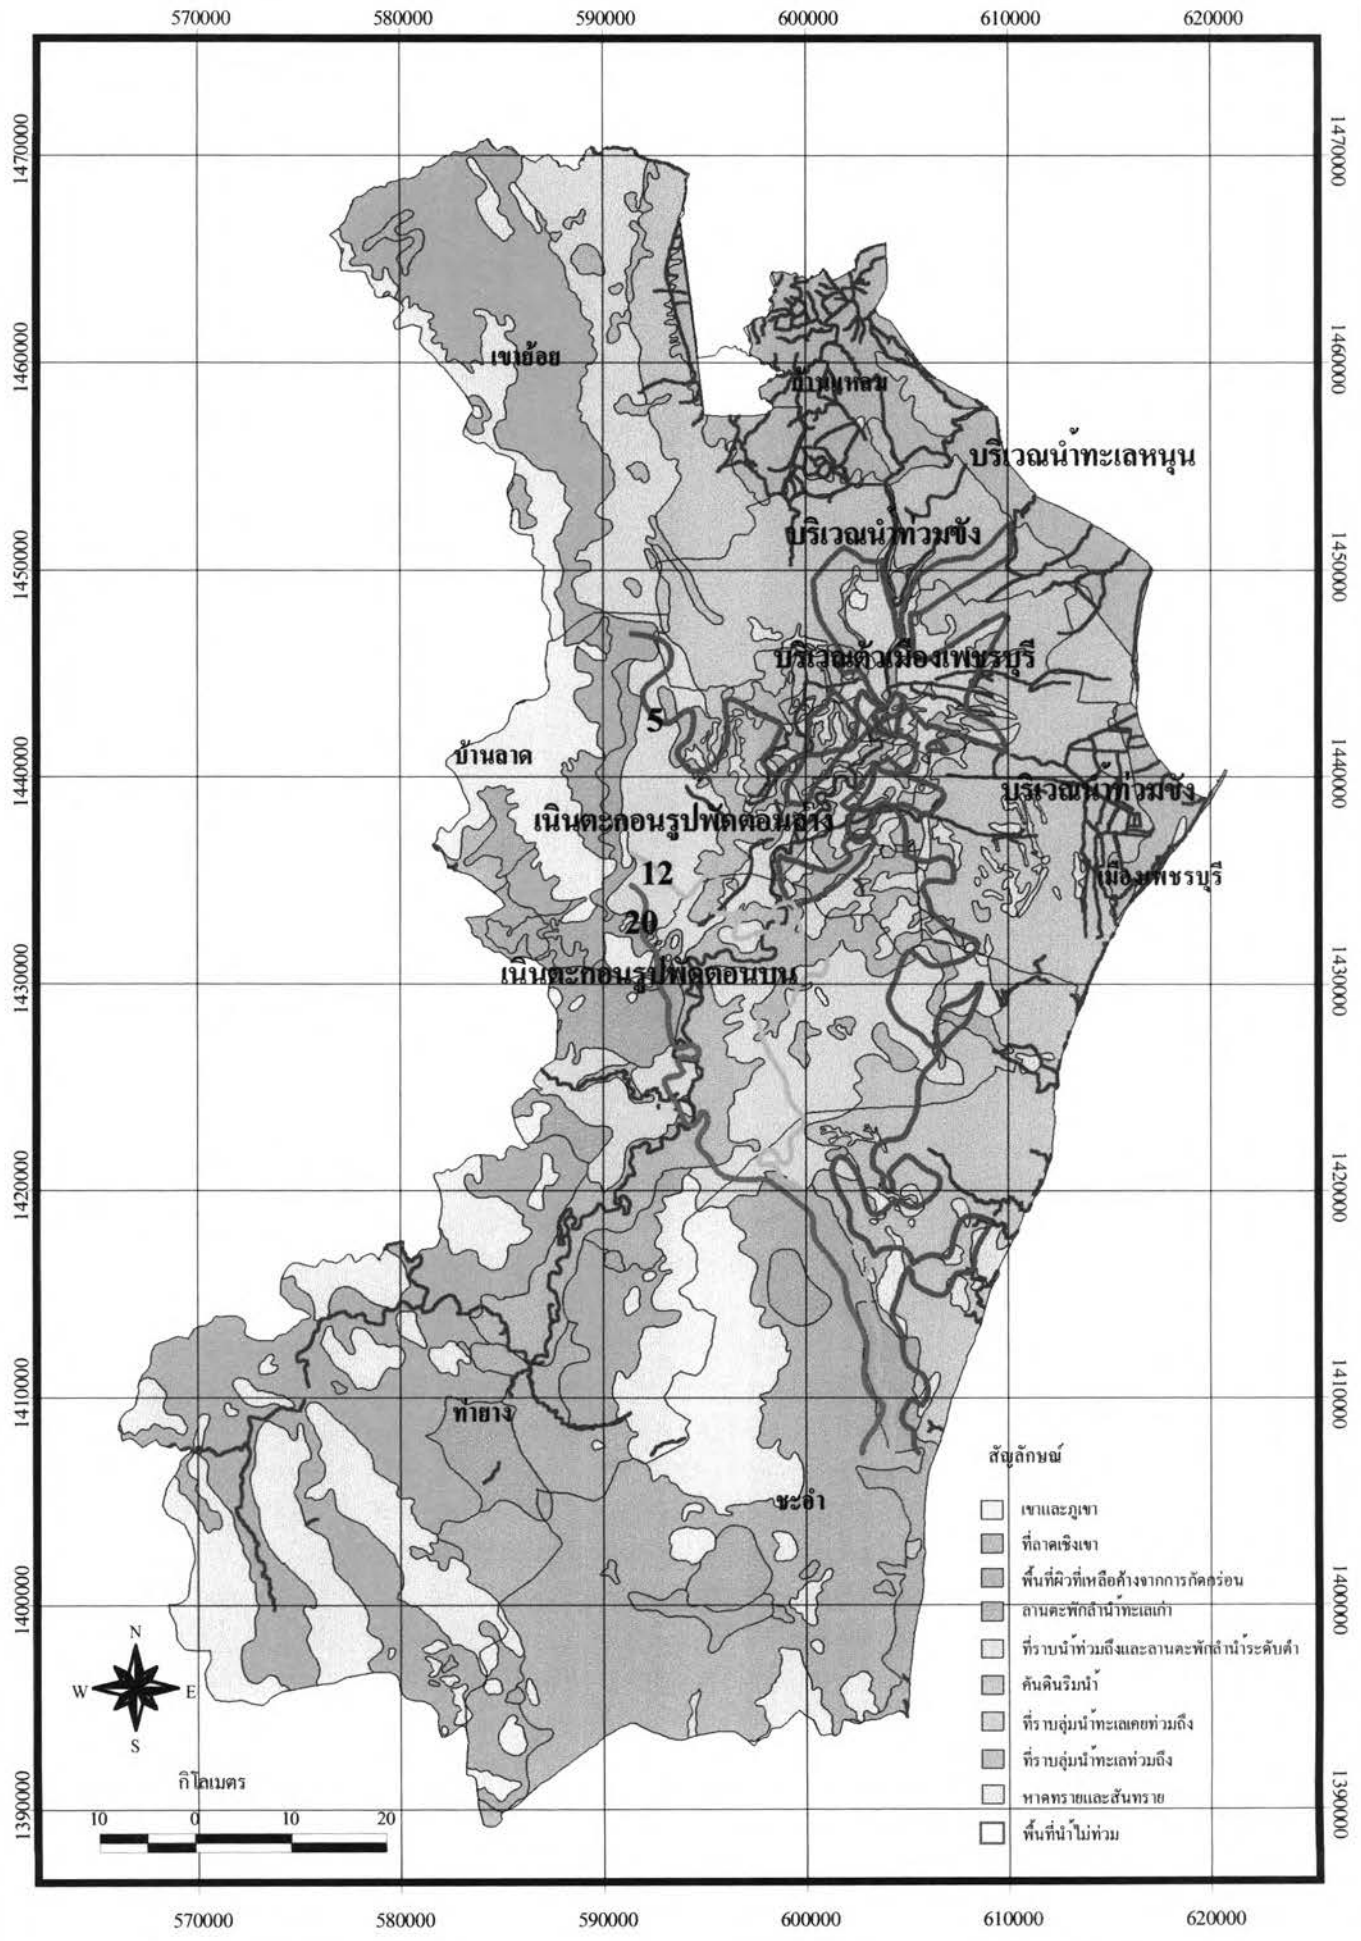 570000 580000 590000 600000 610000 620000
1470000 1470000
1460000 1460000
เขาย้อย
บ้านแหลม
บริเวณน้ำทะเลหนุน
บริเวณน้ำท่วมขัง
1450000 1450000
บริเวณตัวเมืองเพชรบุรี
5
บ้านลาด
1440000 1440000
บริเวณน้ำท่วมขัง
เนินตะกอนรูปพัดตอนล่าง
12
เมืองเพชรบุรี
20
เนินตะกอนรูปพัดตอนบน
1430000 1430000
1420000 1420000
1410000 1410000
ท่ายาง
ชะอำ
สัญลักษณ์
เขาและภูเขา
ที่ลาดเชิงเขา
พื้นที่ผิวที่เหลือค้างจากการกัดกร่อน
ลานตะพักลำน้ำทะเลเก่า
ที่ราบน้ำท่วมถึงและลานตะพักลำน้ำระดับต่ำ
คันดินริมน้ำ
ที่ราบลุ่มน้ำทะเลเคยท่วมถึง
ที่ราบลุ่มน้ำทะเลท่วมถึง
หาดทรายและสันทราย
พื้นที่น้ำไม่ท่วม
1400000 1400000
N
W E
S
กิโลเมตร
10 0 10 20
1390000 1390000
570000 580000 590000 600000 610000 620000